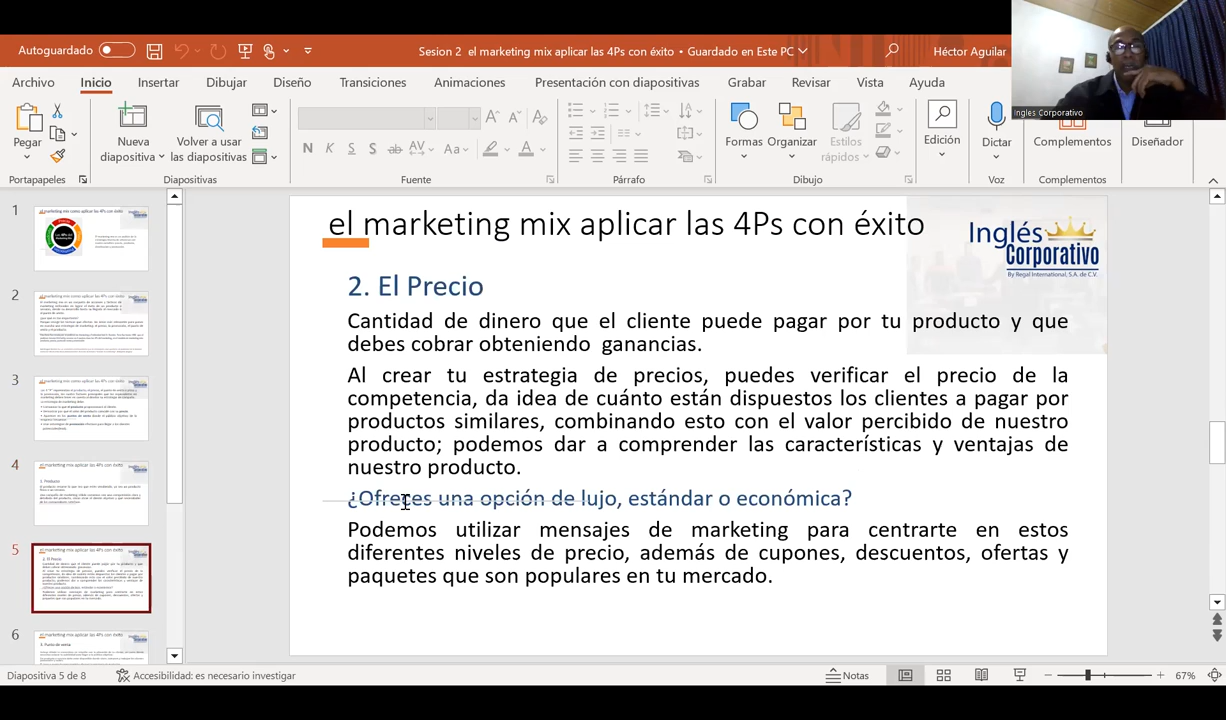 Autoguardado
Sesion 2 el marketing mix aplicar las 4Ps con éxito • Guardado en Este PC
Héctor Aguilar
Ingles Corporativo
Archivo Inicio Insertar Dibujar Diseño Transiciones Animaciones Presentación con diapositivas Grabar Revisar Vista Ayuda
Pegar
Nueva diapositiva
Volver a usar las diapositivas
Formas
Organizar
Estilos rápidos
Edición
Dictar
Complementos
Diseñador
N K S S ab AV Aa A
Portapapeles Diapositivas Fuente Párrafo Dibujo Voz Complementos
1
2
3
4
5
6
el marketing mix aplicar las 4Ps con éxito
Inglés
Corporativo
By Regal International, S.A. de C.V.
2. El Precio
Cantidad de dinero que el cliente puede pagar por tu producto y que
debes cobrar obteniendo ganancias.
Al crear tu estrategia de precios, puedes verificar el precio de la
competencia, da idea de cuánto están dispuestos los clientes a pagar por
productos similares, combinando esto con el valor percibido de nuestro
producto; podemos dar a comprender las características y ventajas de
nuestro producto.
¿Ofreces una opción de lujo, estándar o económica?
Podemos utilizar mensajes de marketing para centrarte en estos
diferentes niveles de precio, además de cupones, descuentos, ofertas y
paquetes que son populares en tu mercado.
Diapositiva 5 de 8 Accesibilidad: es necesario investigar Notas 67%